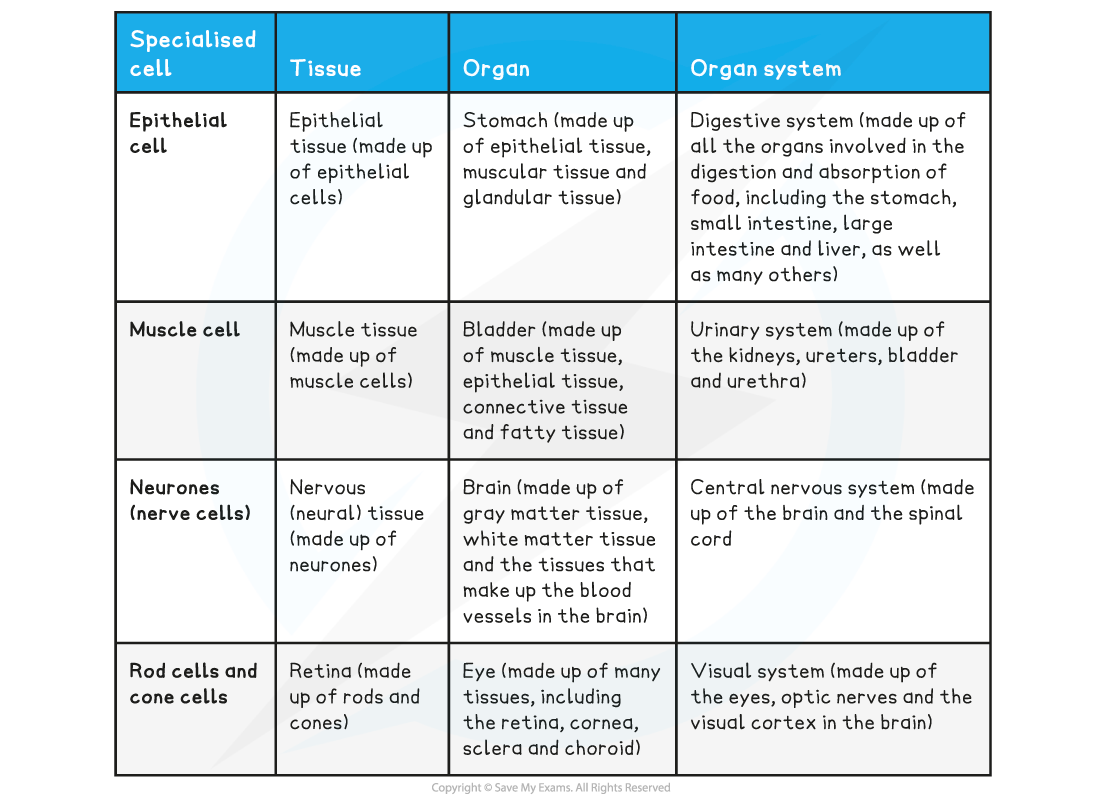 Specialised
cell
Tissue
Organ
Organ system
Epithelial
cell
Epithelial
tissue (made up
of epithelial
cells)
Stomach (made up
of epithelial tissue,
muscular tissue and
glandular tissue)
Digestive system (made up of
all the organs involved in the
digestion and absorption of
food, including the stomach,
small intestine, large
intestine and liver, as well
as many others)
Muscle cell
Muscle tissue
(made up of
muscle cells)
Bladder (made up
of muscle tissue,
epithelial tissue,
connective tissue
and fatty tissue)
Urinary system (made up of
the kidneys, ureters, bladder
and urethra)
Neurones
(nerve cells)
Nervous
(neural) tissue
(made up of
neurones)
Brain (made up of
gray matter tissue,
white matter tissue
and the tissues that
make up the blood
vessels in the brain)
Central nervous system (made
up of the brain and the spinal
cord
Rod cells and
cone cells
Retina (made
up of rods and
cones)
Eye (made up of many
tissues, including
the retina, cornea,
sclera and choroid)
Visual system (made up of
the eyes, optic nerves and the
visual cortex in the brain)
Copyright © Save My Exams. All Rights Reserved